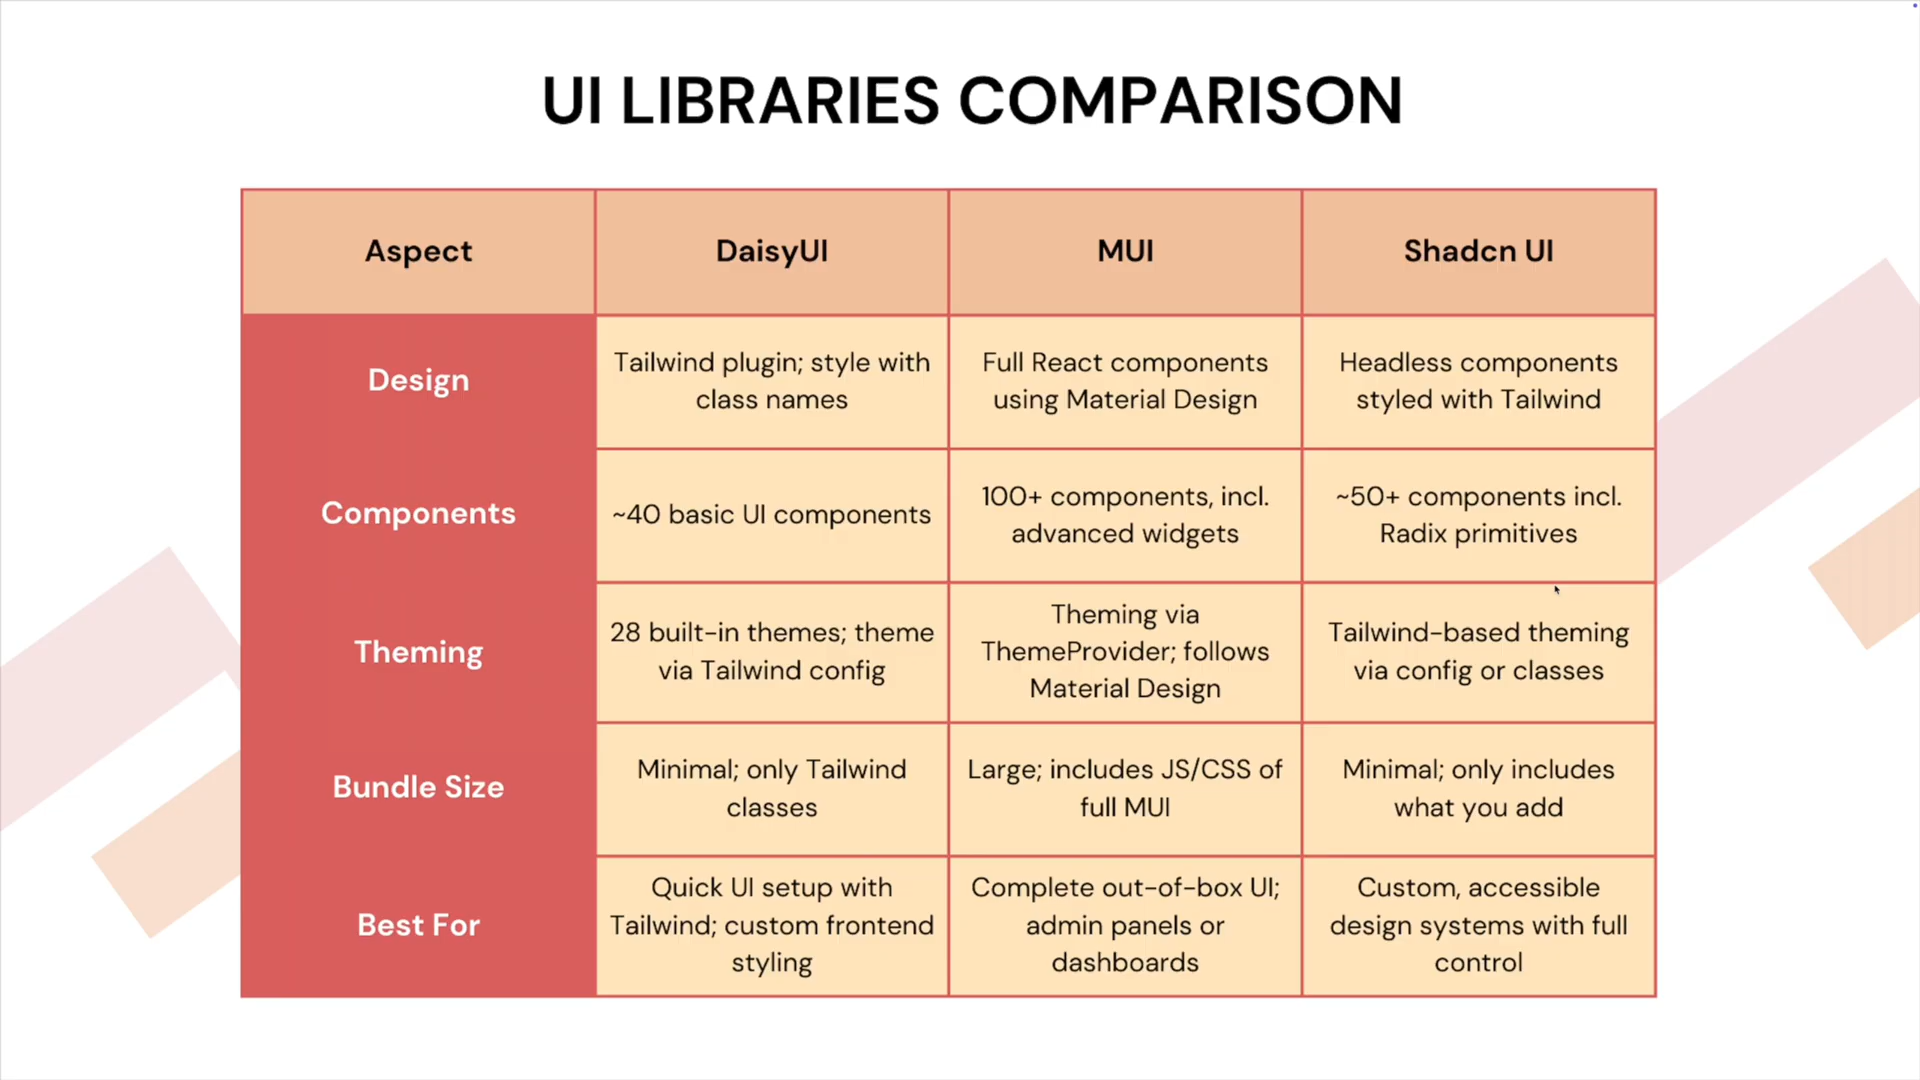 UI LIBRARIES COMPARISON
Aspect
DaisyUI
MUI
Shadcn UI
Design
Tailwind plugin; style with
class names
Full React components
using Material Design
Headless components
styled with Tailwind
Components
~40 basic UI components
100+ components, incl.
advanced widgets
~50+ components incl.
Radix primitives
Theming
28 built-in themes; theme
via Tailwind config
Theming via
ThemeProvider; follows
Material Design
Tailwind-based theming
via config or classes
Bundle Size
Minimal; only Tailwind
classes
Large; includes JS/CSS of
full MUI
Minimal; only includes
what you add
Best For
Quick UI setup with
Tailwind; custom frontend
styling
Complete out-of-box UI;
admin panels or
dashboards
Custom, accessible
design systems with full
control